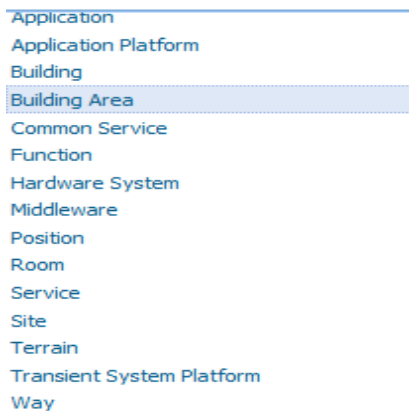 Application
Application Platform
Building
Building Area
Common Service
Function
Hardware System
Middleware
Position
Room
Service
Site
Terrain
Transient System Platform
Way